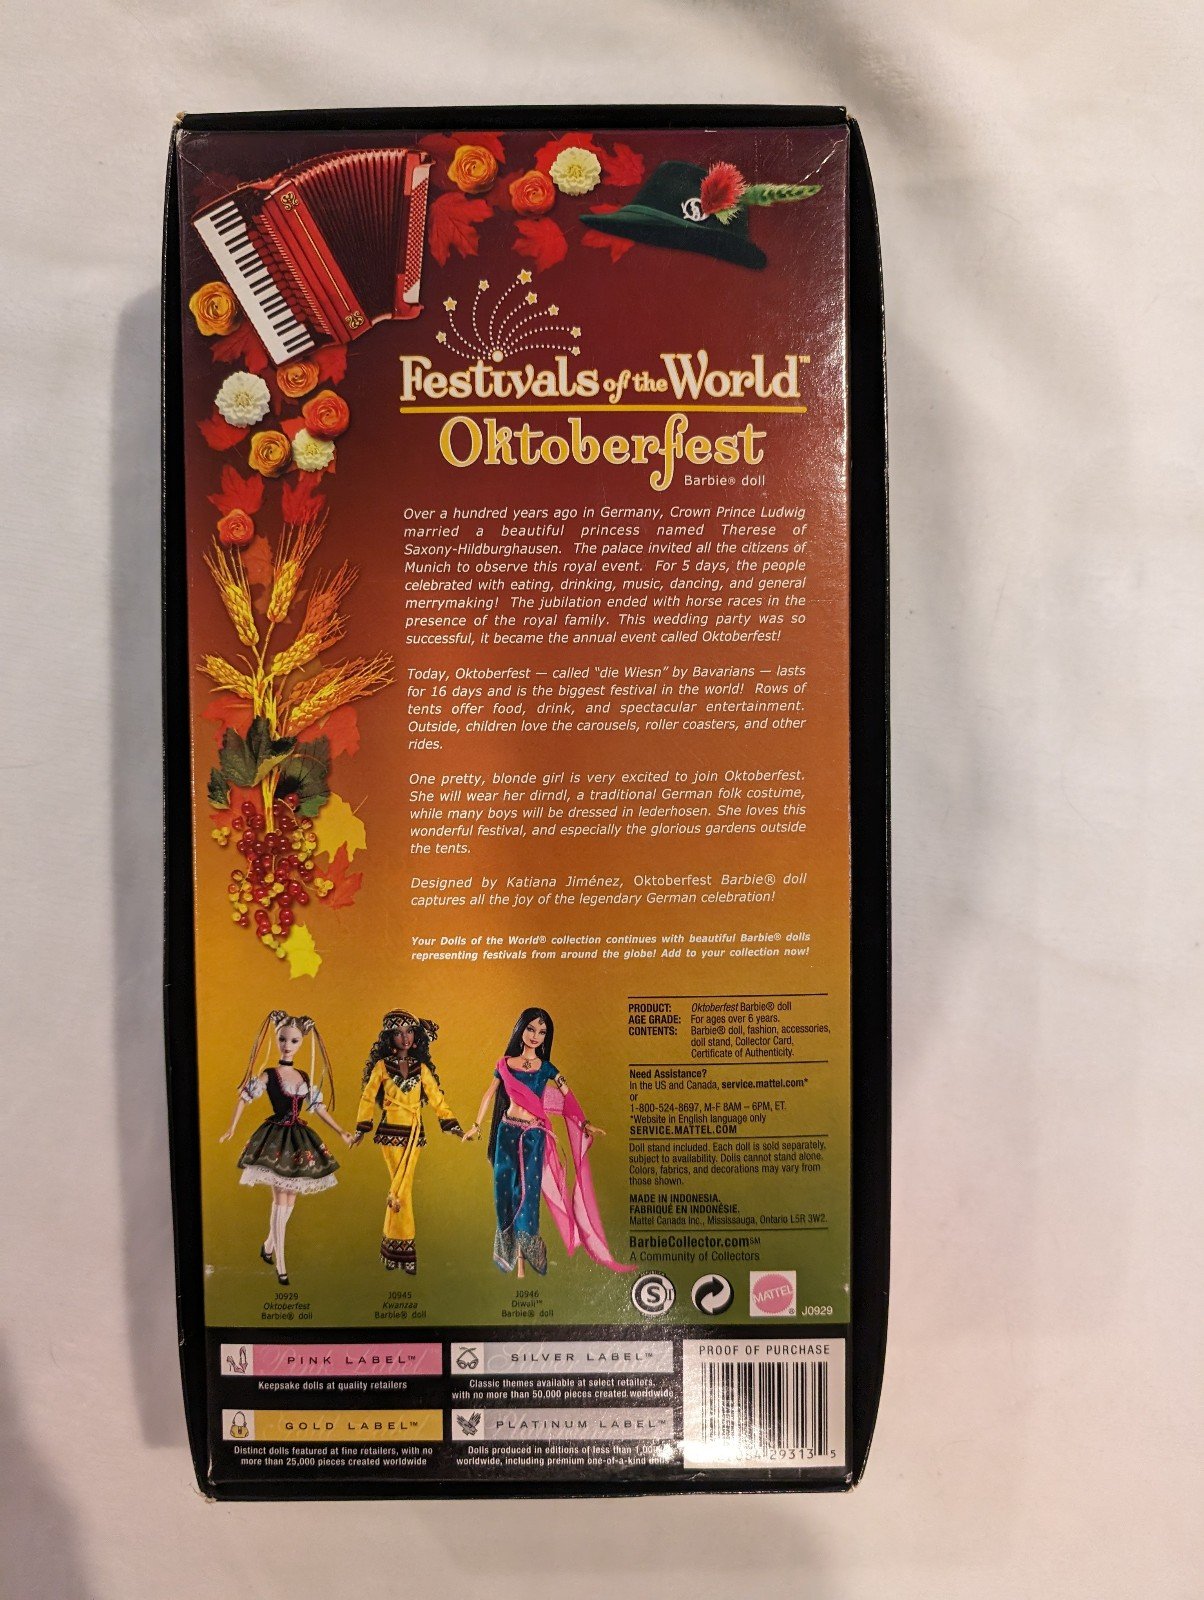 Festivals of the World™
Oktoberfest
Barbie® doll
Over a hundred years ago in Germany, Crown Prince Ludwig
married a beautiful princess named Therese of
Saxony-Hildburghausen. The palace invited all the citizens of
Munich to observe this royal event. For 5 days, the people
celebrated with eating, drinking, music, dancing, and general
merrymaking! The jubilation ended with horse races in the
presence of the royal family. This wedding party was so
successful, it became the annual event called Oktoberfest!
Today, Oktoberfest — called “die Wiesn” by Bavarians — lasts
for 16 days and is the biggest festival in the world! Rows of
tents offer food, drink, and spectacular entertainment.
Outside, children love the carousels, roller coasters, and other
rides.
One pretty, blonde girl is very excited to join Oktoberfest.
She will wear her dirndl, a traditional German folk costume,
while many boys will be dressed in lederhosen. She loves this
wonderful festival, and especially the glorious gardens outside
the tents.
Designed by Katiana Jiménez, Oktoberfest Barbie® doll
captures all the joy of the legendary German celebration!
Your Dolls of the World® collection continues with beautiful Barbie® dolls
representing festivals from around the globe! Add to your collection now!
PRODUCT: Oktoberfest Barbie® doll
AGE GRADE: For ages over 6 years.
CONTENTS: Barbie® doll, fashion, accessories,
doll stand, Collector Card,
Certificate of Authenticity.
Need Assistance?
In the US and Canada, service.mattel.com*
or
1-800-524-8697, M-F 8AM – 6PM, ET.
*Website in English language only
SERVICE.MATTEL.COM
Doll stand included. Each doll is sold separately,
subject to availability. Dolls cannot stand alone.
Colors, fabrics, and decorations may vary from
those shown.
MADE IN INDONESIA.
FABRIQUÉ EN INDONÉSIE.
Mattel Canada Inc., Mississauga, Ontario L5R 3W2.
BarbieCollector.com℠
A Community of Collectors
S
MATTEL
® J0929
J0929
Oktoberfest
Barbie® doll
J0945
Kwanzaa
Barbie® doll
J0946
Diwali™
Barbie® doll
PINK LABEL™
Keepsake dolls at quality retailers
SILVER LABEL™
Classic themes available at select retailers,
with no more than 50,000 pieces created worldwide
GOLD LABEL™
Distinct dolls featured at fine retailers, with no
more than 25,000 pieces created worldwide
PLATINUM LABEL™
Dolls produced in editions of less than
worldwide, including premium one-of-a-kind dolls
PROOF OF PURCHASE
29313 5